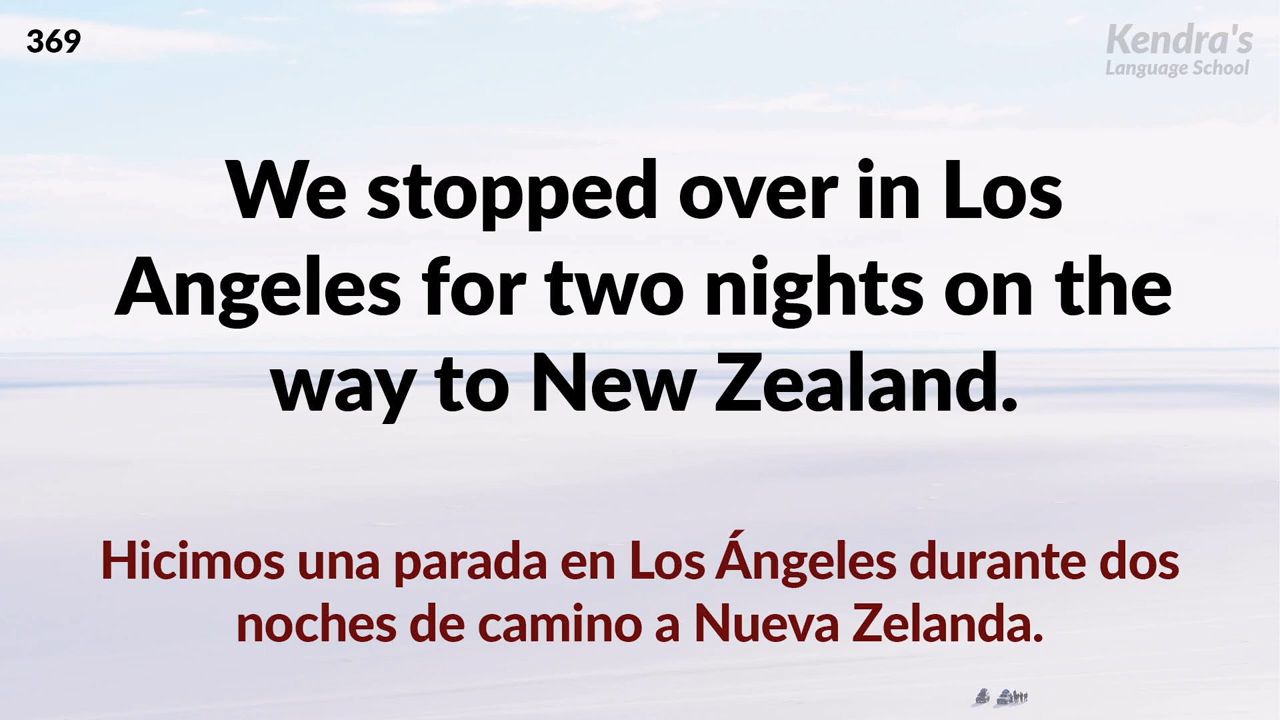 369
Kendra's
Language School
We stopped over in Los
Angeles for two nights on the
way to New Zealand.
Hicimos una parada en Los Ángeles durante dos
noches de camino a Nueva Zelanda.